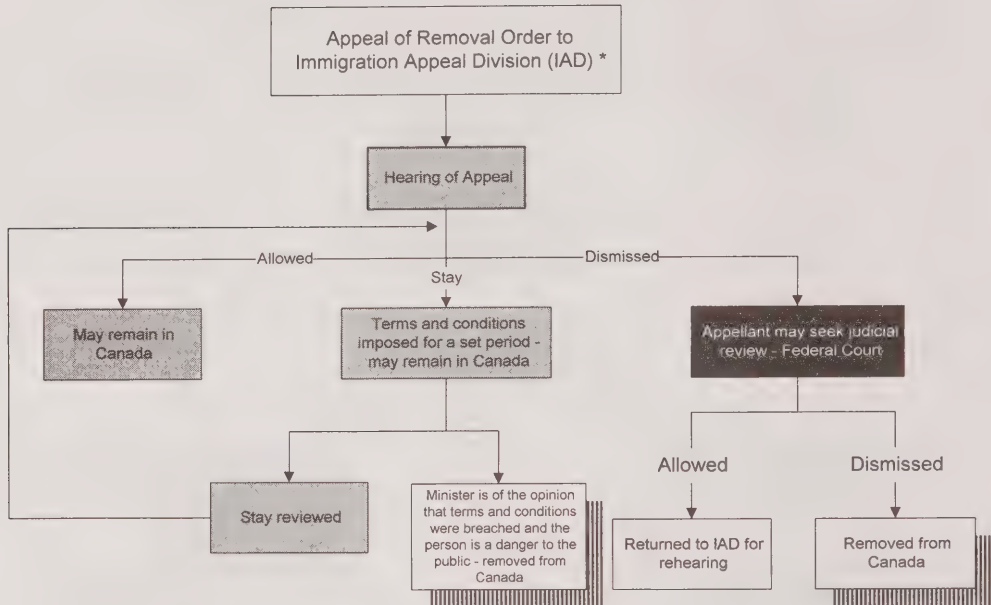 Appeal of Removal Order to
Immigration Appeal Division (IAD) *
Hearing of Appeal
Allowed
Stay
Dismissed
May remain in
Canada
Terms and conditions
imposed for a set period -
may remain in Canada
Appellant may seek judicial
review - Federal Court
Stay reviewed
Minister is of the opinion
that terms and conditions
were breached and the
person is a danger to the
public - removed from
Canada
Allowed
Dismissed
Returned to IAD for
rehearing
Removed from
Canada